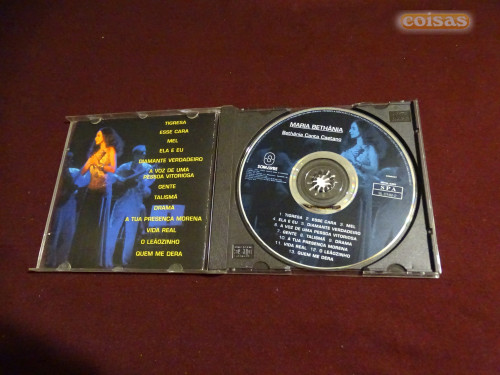 coisas
TIGRESA
ESSE CARA
MEL
ELA E EU
DIAMANTE VERDADEIRO
A VOZ DE UMA
PESSOA VITORIOSA
GENTE
TALISMÃ
DRAMA
A TUA PRESENÇA MORENA
VIDA REAL
O LEÃOZINHO
QUEM ME DERA
MARIA BETHÂNIA
Bethânia Canta Caetano
SPA
1. TIGRESA 2. ESSE CARA 3. MEL
4. ELA E EU 5. DIAMANTE VERDADEIRO
6. A VOZ DE UMA PESSOA VITORIOSA
7. GENTE 8. TALISMÃ 9. DRAMA
10. A TUA PRESENÇA MORENA
11. VIDA REAL 12. O LEÃOZINHO
13. QUEM ME DERA